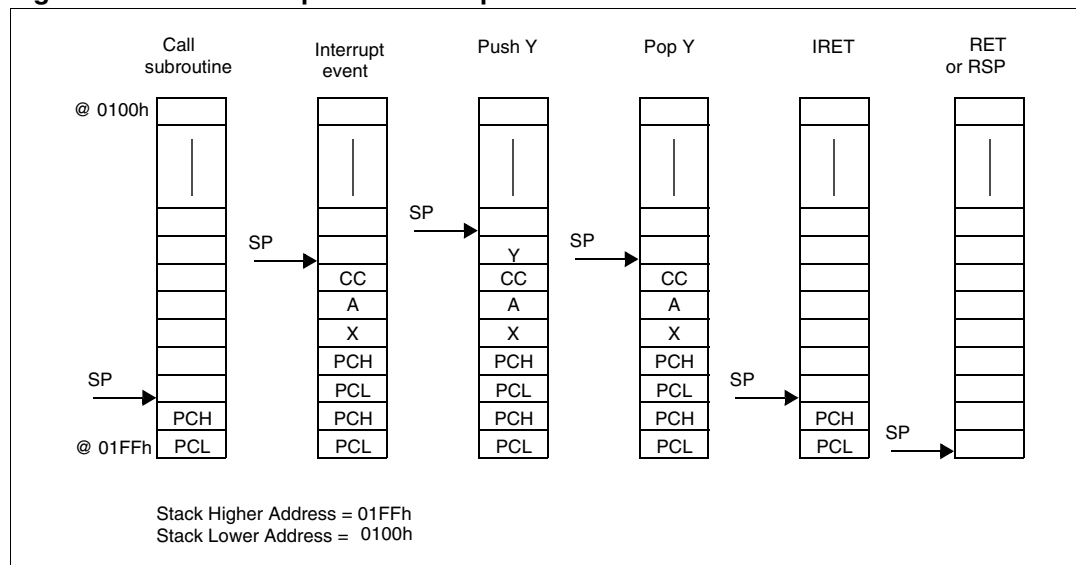 Call
subroutine
Interrupt
event
Push Y
Pop Y
IRET
RET
or RSP
@ 0100h
SP
SP
SP
Y
CC
CC
CC
A
A
A
X
X
X
PCH
PCH
PCH
SP
PCL
PCL
PCL
SP
PCH
PCH
PCH
PCH
PCH
SP
@ 01FFh
PCL
PCL
PCL
PCL
PCL
Stack Higher Address = 01FFh
Stack Lower Address = 0100h